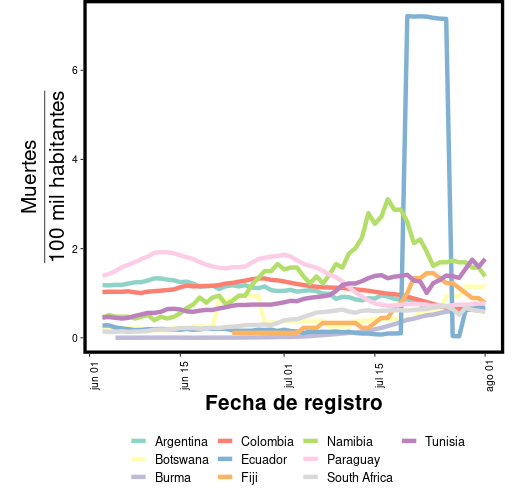 Muertes
100 mil habitantes
6
4
2
0
jun 01
jun 15
jul 01
jul 15
ago 01
Fecha de registro
Argentina Colombia Namibia Tunisia
Botswana Ecuador Paraguay
Burma Fiji South Africa